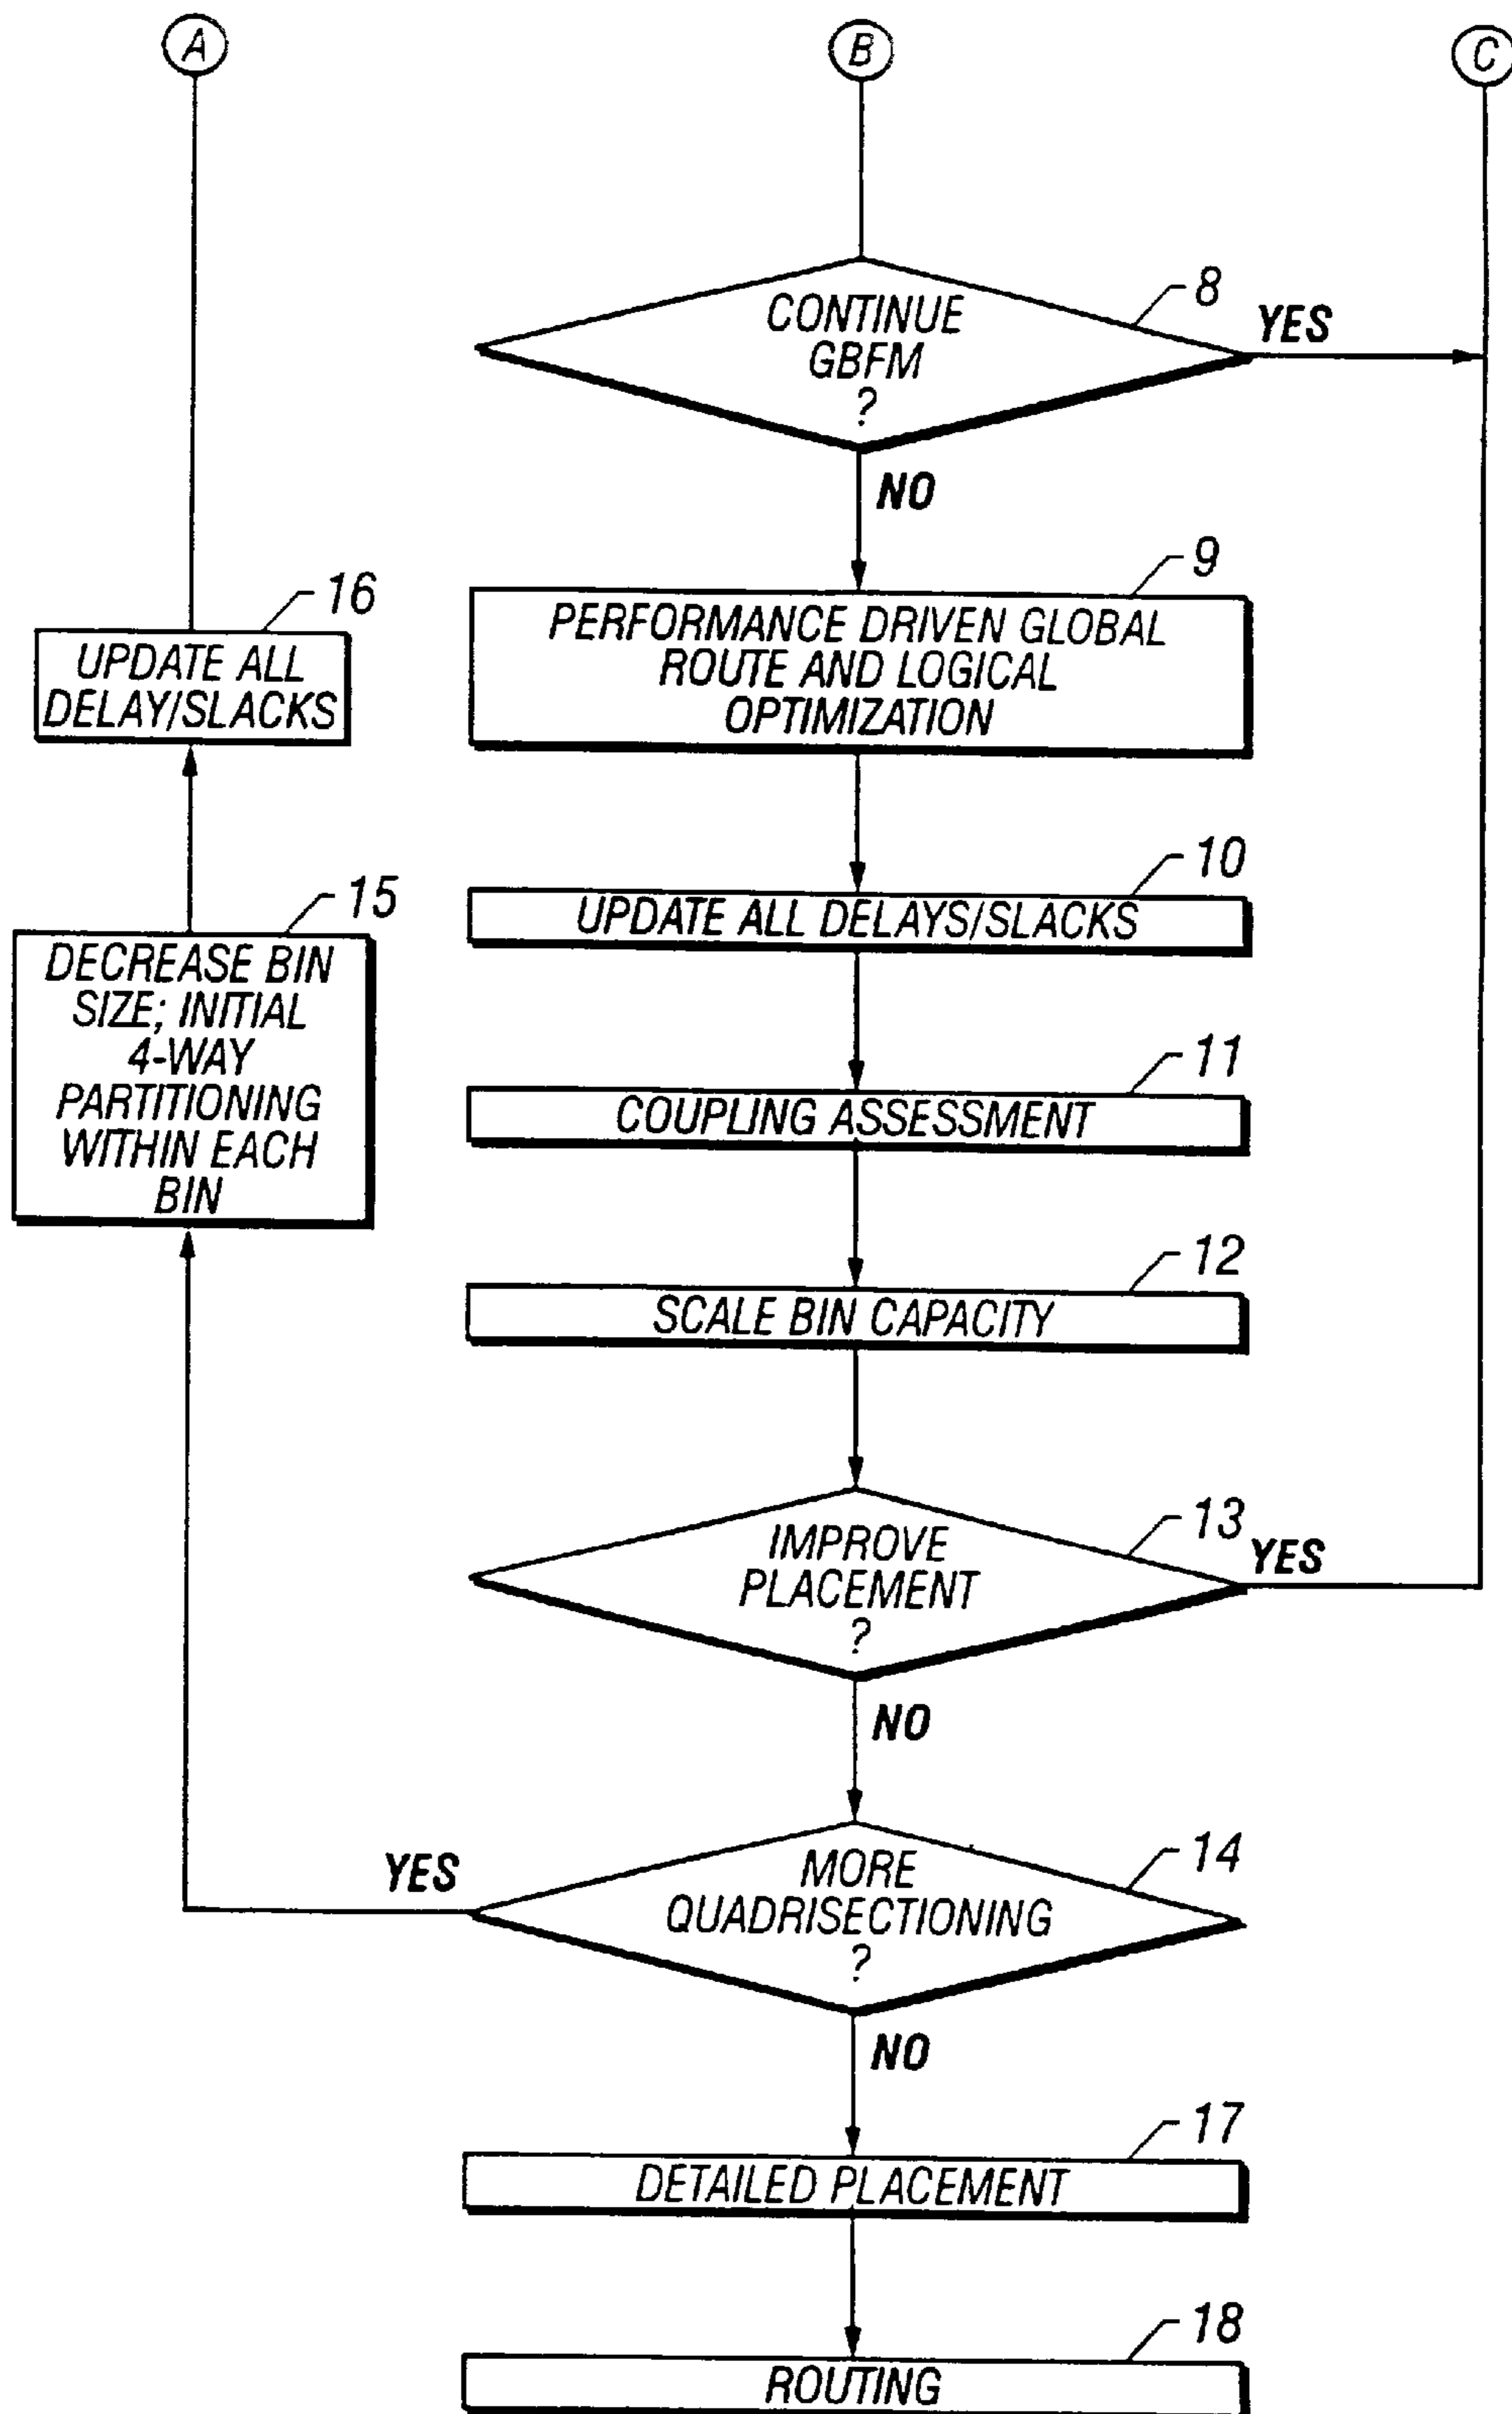 A
B
C
CONTINUE
GBFM
?
8
YES
NO
9
PERFORMANCE DRIVEN GLOBAL
ROUTE AND LOGICAL
OPTIMIZATION
16
UPDATE ALL
DELAY/SLACKS
10
UPDATE ALL DELAYS/SLACKS
15
DECREASE BIN
SIZE; INITIAL
4-WAY
PARTITIONING
WITHIN EACH
BIN
11
COUPLING ASSESSMENT
12
SCALE BIN CAPACITY
13
IMPROVE
PLACEMENT
?
YES
NO
14
MORE
QUADRISECTIONING
?
YES
NO
17
DETAILED PLACEMENT
18
ROUTING